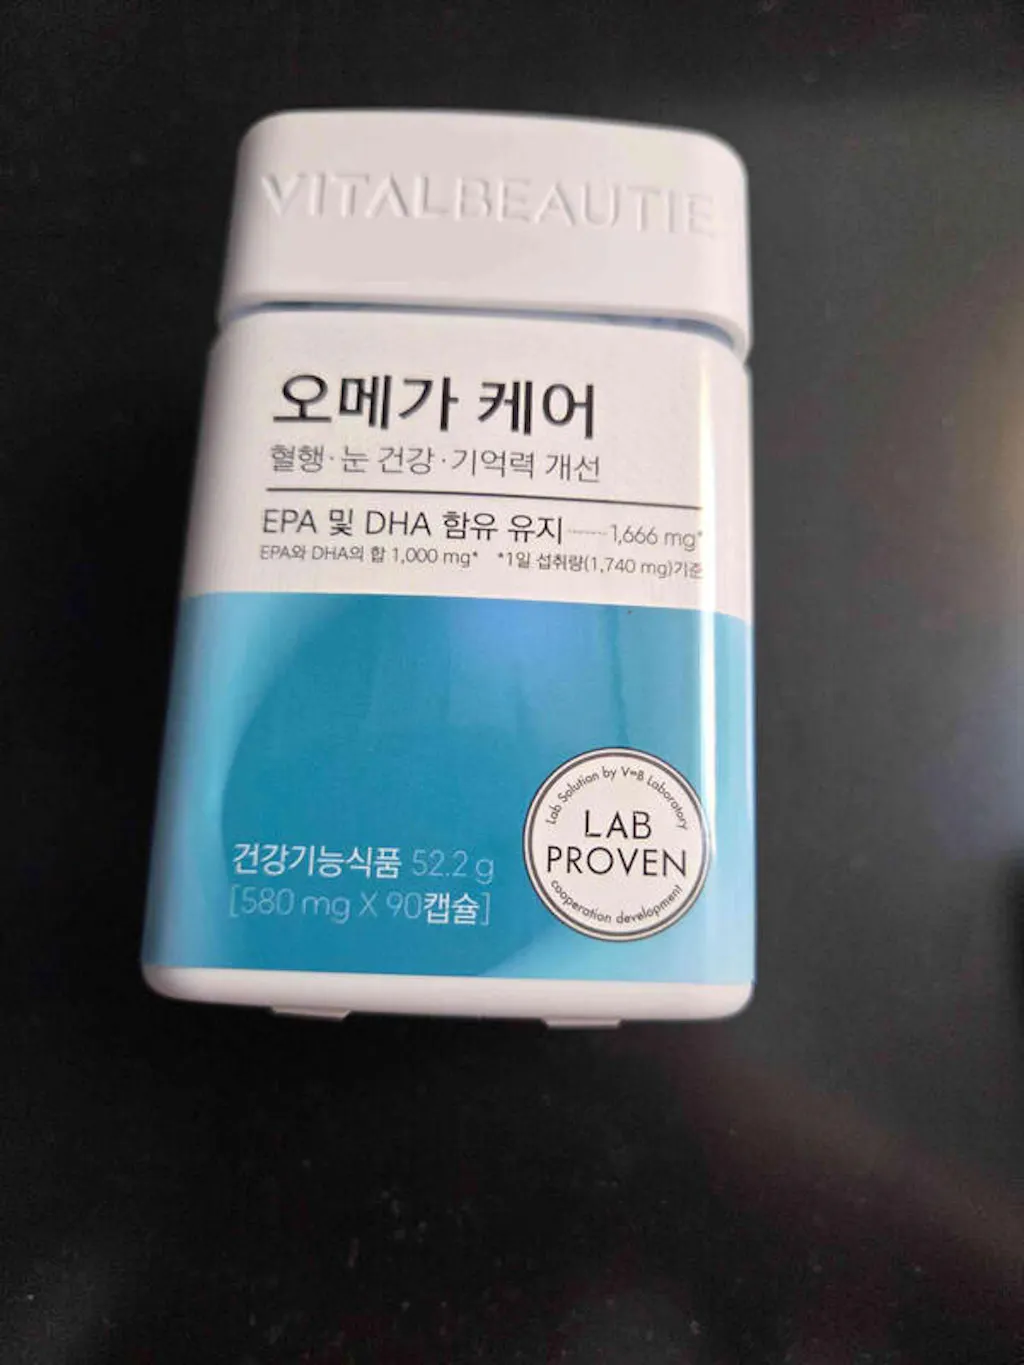 VITALBEAUTIE
오메가 케어
혈행·눈 건강·기억력 개선
EPA 및 DHA 함유 유지 ······· 1,666 mg*
EPA와 DHA의 합 1,000 mg* *1일 섭취량(1,740 mg)기준
건강기능식품 52.2 g
[580 mg X 90캡슐]
Lab Solution by V=B Laboratory
LAB
PROVEN
cooperation development